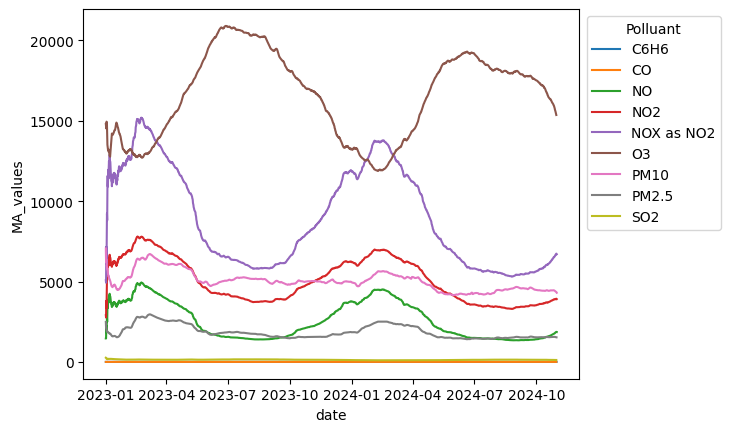 Polluant
C6H6
CO
NO
NO2
NOX as NO2
O3
PM10
PM2.5
SO2
MA_values
20000
15000
10000
5000
0
2023-01 2023-04 2023-07 2023-10 2024-01 2024-04 2024-07 2024-10
date